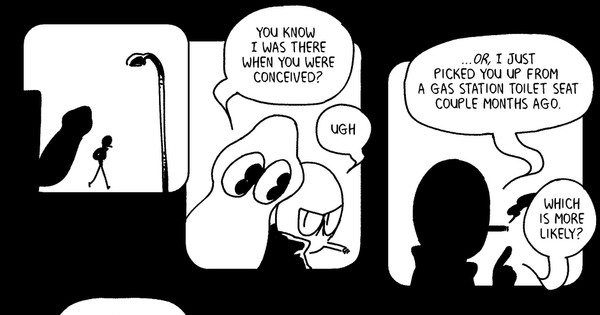 YOU KNOW
I WAS THERE
WHEN YOU WERE
CONCEIVED?
UGH
...OR, I JUST
PICKED YOU UP FROM
A GAS STATION TOILET SEAT
COUPLE MONTHS AGO.
WHICH
IS MORE
LIKELY?